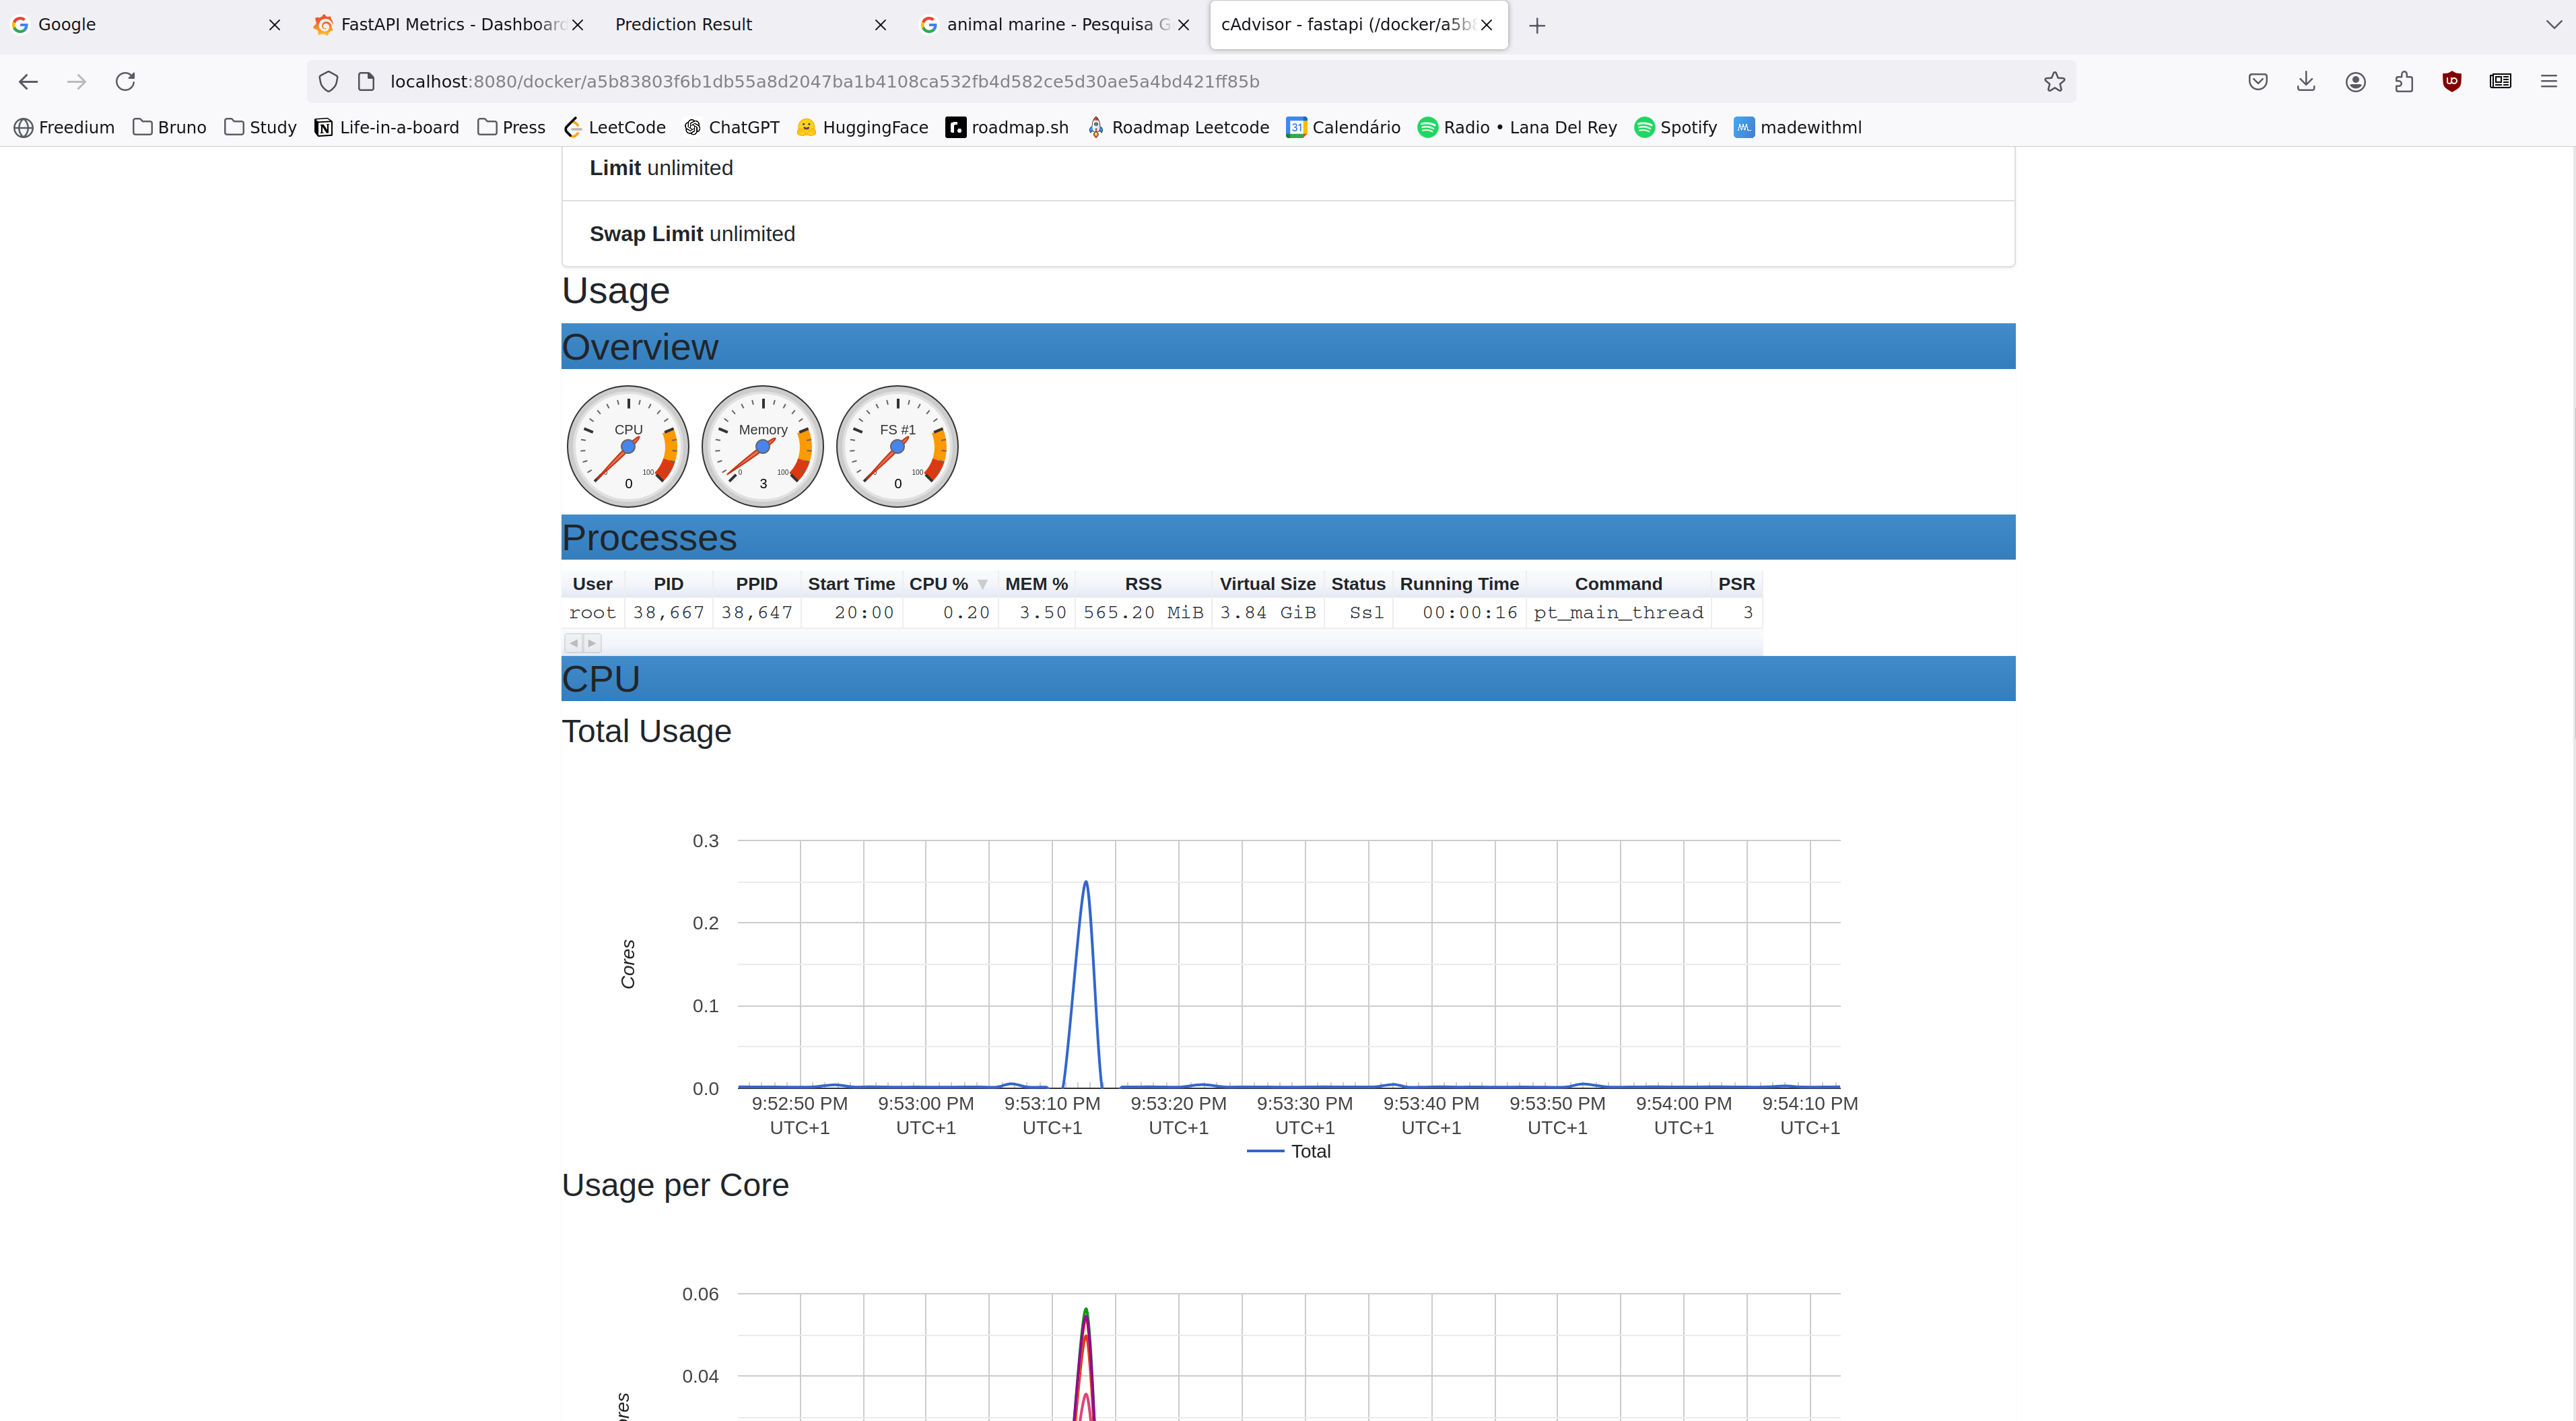 Google
FastAPI Metrics - Dashboard
Prediction Result
animal marine - Pesquisa G
cAdvisor - fastapi (/docker/a5b8
localhost:8080/docker/a5b83803f6b1db55a8d2047ba1b4108ca532fb4d582ce5d30ae5a4bd421ff85b
Freedium Bruno Study Life-in-a-board Press LeetCode ChatGPT HuggingFace roadmap.sh Roadmap Leetcode 31 Calendário Radio • Lana Del Rey Spotify madewithml
Limit unlimited
Swap Limit unlimited
Usage
Overview
CPU Memory FS #1
0 100 0 100 0 100
0 3 0
Processes
User PID PPID Start Time CPU % ▼ MEM % RSS Virtual Size Status Running Time Command PSR
root 38,667 38,647 20:00 0.20 3.50 565.20 MiB 3.84 GiB Ssl 00:00:16 pt_main_thread 3
CPU
Total Usage
0.3
0.2
Cores
0.1
0.0
9:52:50 PM 9:53:00 PM 9:53:10 PM 9:53:20 PM 9:53:30 PM 9:53:40 PM 9:53:50 PM 9:54:00 PM 9:54:10 PM
UTC+1 UTC+1 UTC+1 UTC+1 UTC+1 UTC+1 UTC+1 UTC+1 UTC+1
Total
Usage per Core
0.06
0.04
ores